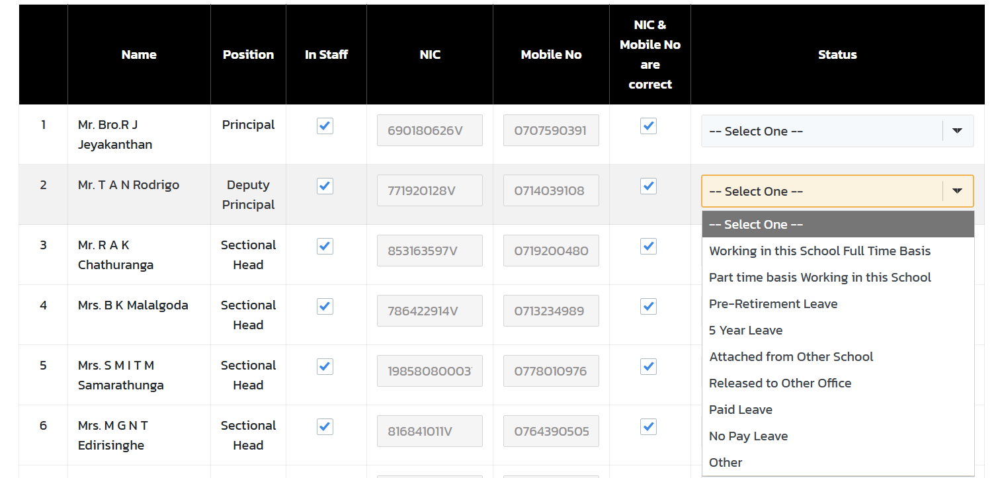 Name Position In Staff NIC Mobile No NIC & Mobile No are correct Status
1 Mr. Bro.R J Jeyakanthan Principal 690180626V 0707590391 -- Select One --
2 Mr. T A N Rodrigo Deputy Principal 771920128V 0714039108 -- Select One --
3 Mr. R A K Chathuranga Sectional Head 853163597V 0719200480
4 Mrs. B K Malalgoda Sectional Head 786422914V 0713234989
5 Mrs. S M I T M Samarathunga Sectional Head 19858080003 0778010976
6 Mrs. M G N T Edirisinghe Sectional Head 816841011V 0764390505
-- Select One --
Working in this School Full Time Basis
Part time basis Working in this School
Pre-Retirement Leave
5 Year Leave
Attached from Other School
Released to Other Office
Paid Leave
No Pay Leave
Other